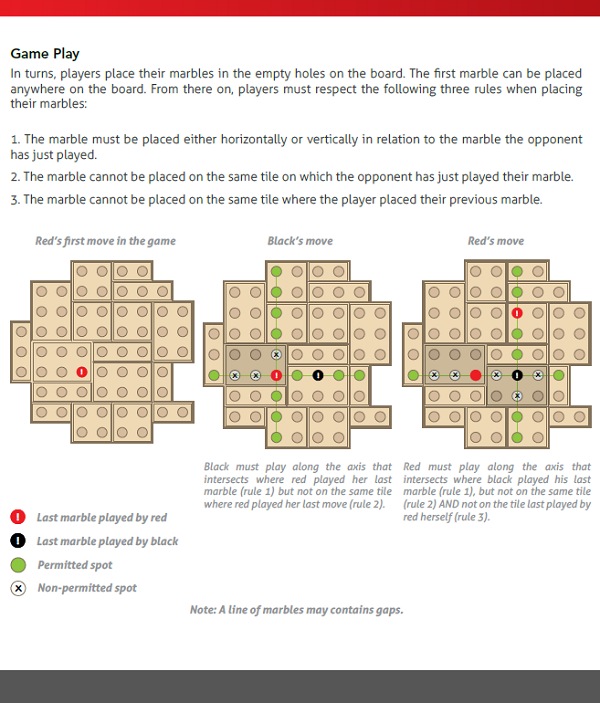 Game Play
In turns, players place their marbles in the empty holes on the board. The first marble can be placed
anywhere on the board. From there on, players must respect the following three rules when placing
their marbles:
1. The marble must be placed either horizontally or vertically in relation to the marble the opponent
has just played.
2. The marble cannot be placed on the same tile on which the opponent has just played their marble.
3. The marble cannot be placed on the same tile where the player placed their previous marble.
Red's first move in the game
Black's move
Red's move
Black must play along the axis that
intersects where red played her last
marble (rule 1) but not on the same tile
where red played her last move (rule 2).
Red must play along the axis that
intersects where black played his last
marble (rule 1), but not on the same tile
(rule 2) AND not on the tile last played by
red herself (rule 3).
Last marble played by red
Last marble played by black
Permitted spot
Non-permitted spot
Note: A line of marbles may contains gaps.